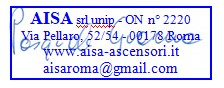 AISA srl unip - ON n° 2220
Via Pellaro, 52/54 - 00178 Roma
www.aisa-ascensori.it
aisaroma@gmail.com